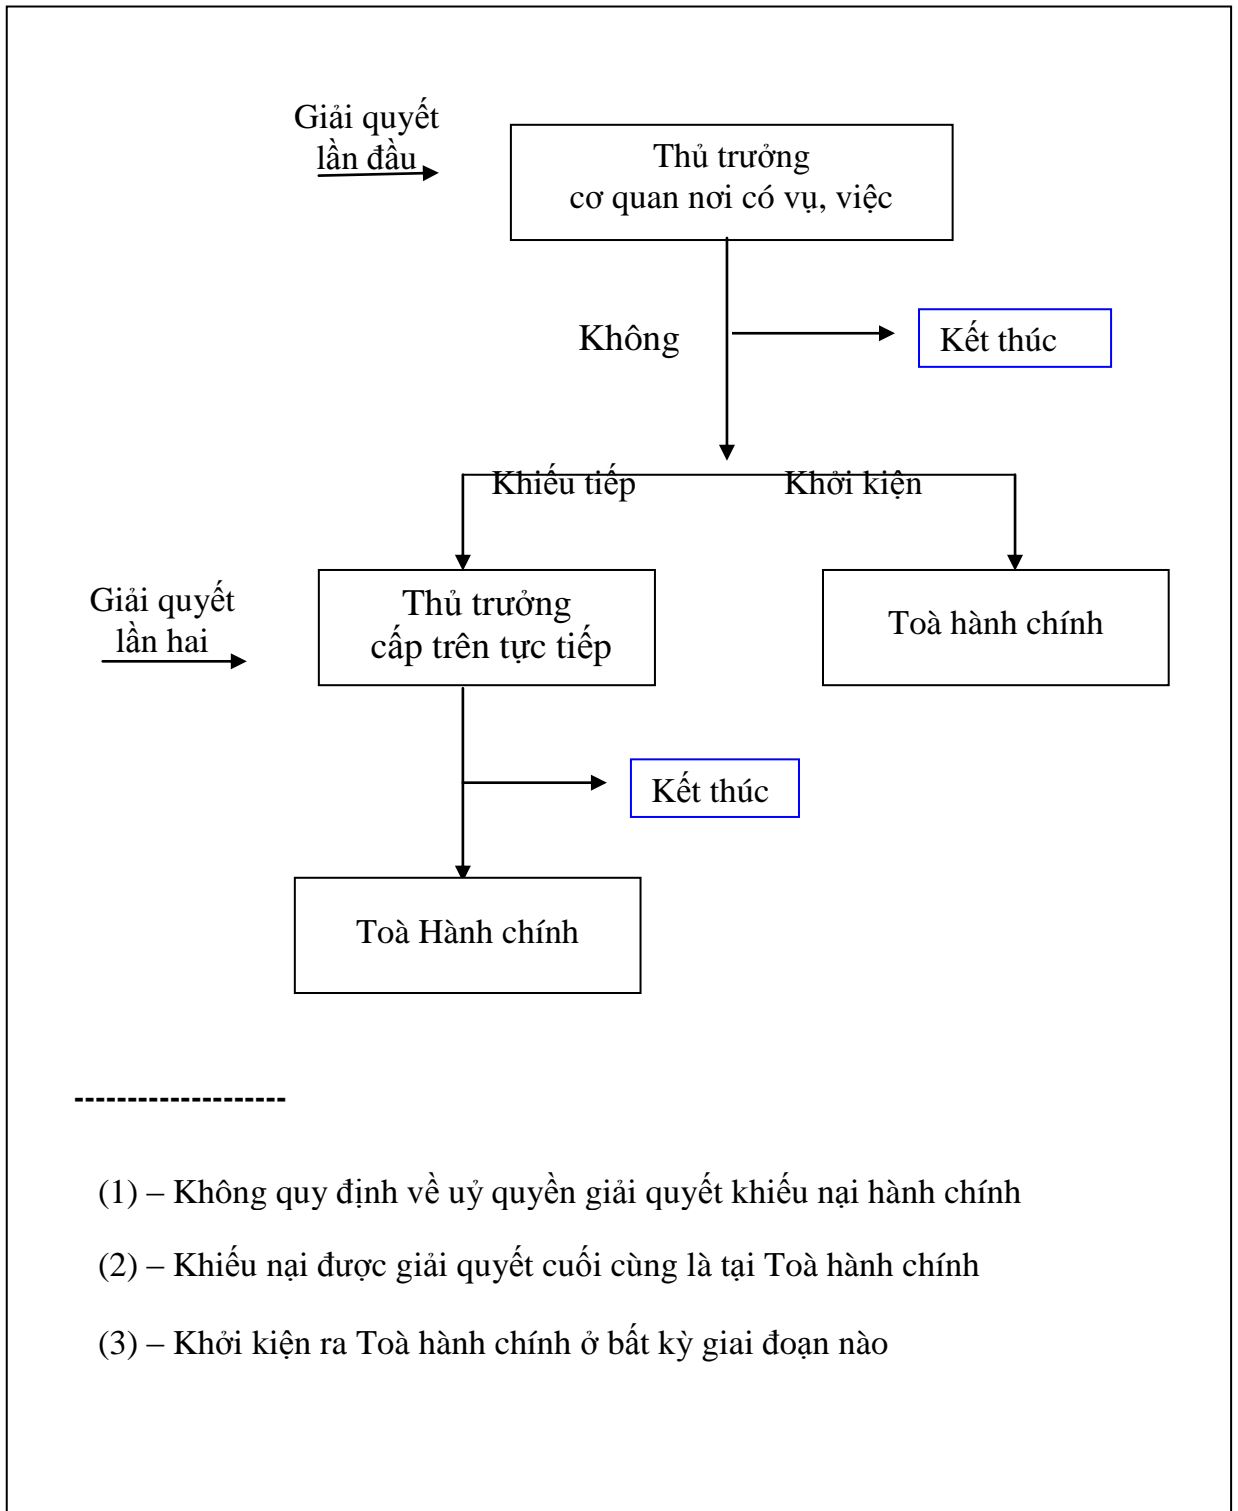 Giải quyết
lần đầu
Thủ trưởng
cơ quan nơi có vụ, việc
Không
Kết thúc
Khiếu tiếp
Khởi kiện
Giải quyết
lần hai
Thủ trưởng
cấp trên tực tiếp
Toà hành chính
Kết thúc
Toà Hành chính
--------------------
(1) – Không quy định về uỷ quyền giải quyết khiếu nại hành chính
(2) – Khiếu nại được giải quyết cuối cùng là tại Toà hành chính
(3) – Khởi kiện ra Toà hành chính ở bất kỳ giai đoạn nào